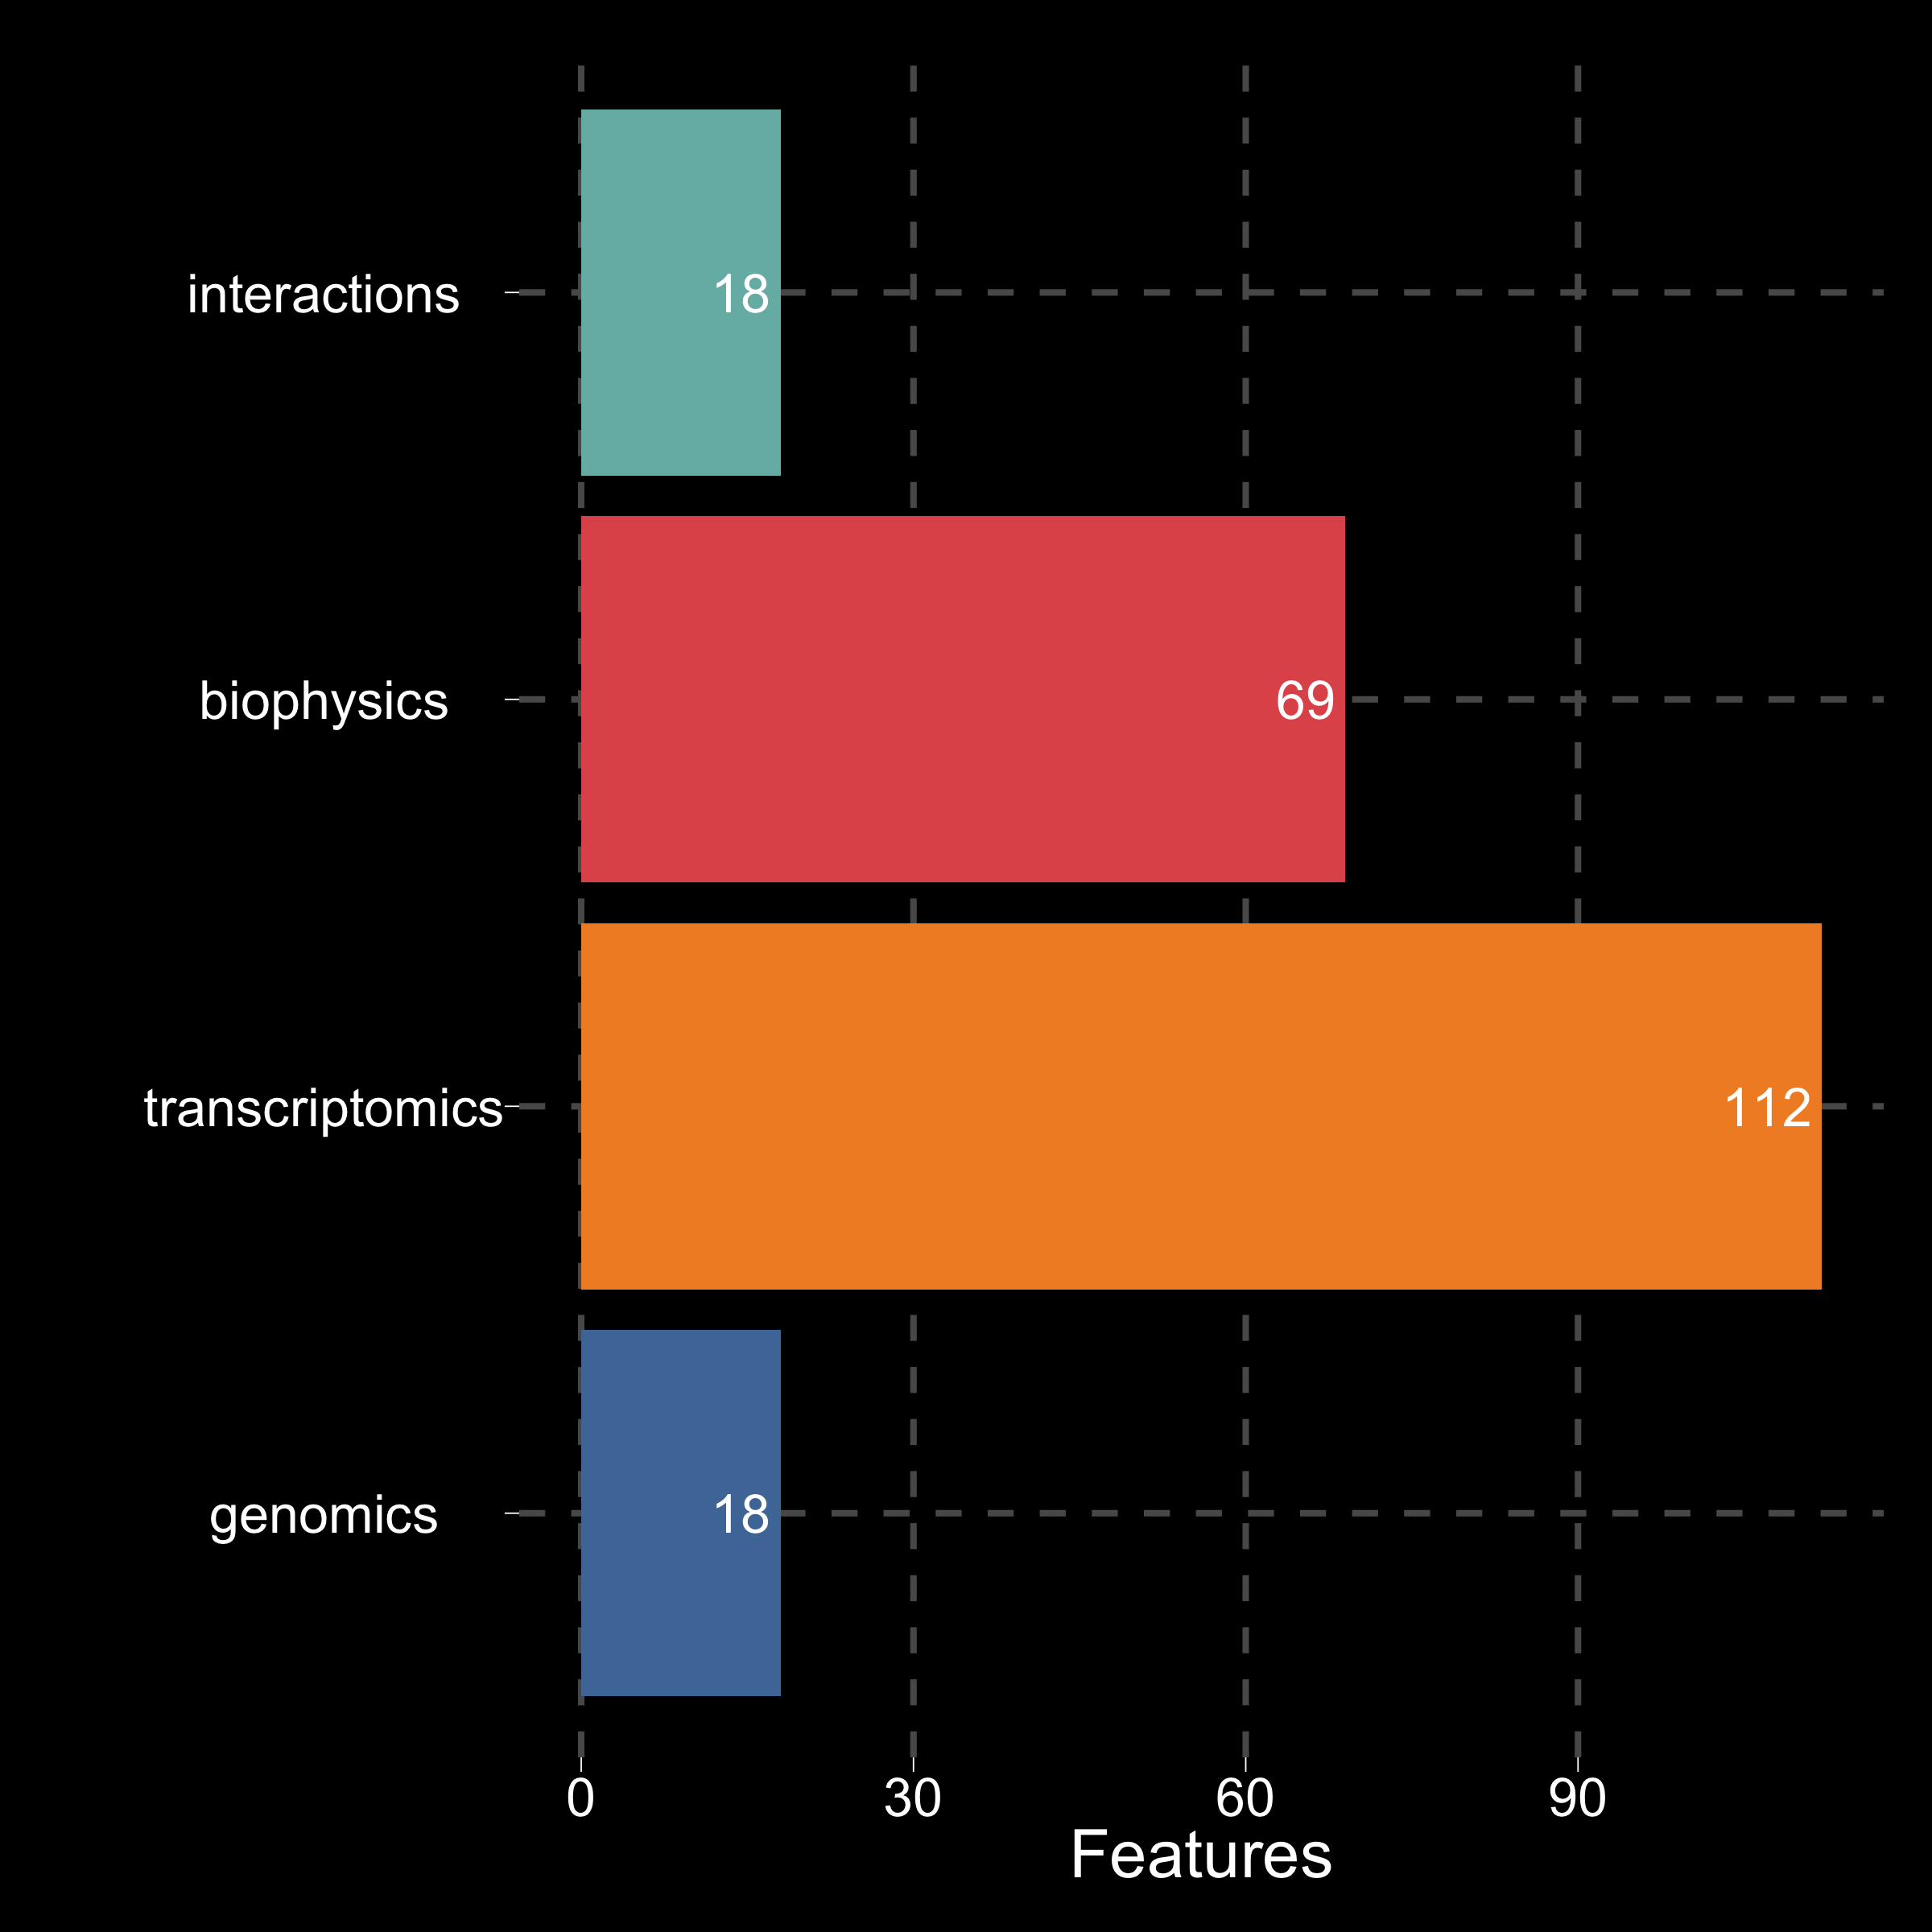 interactions 18
biophysics 69
transcriptomics 112
genomics 18
0 30 60 90
Features